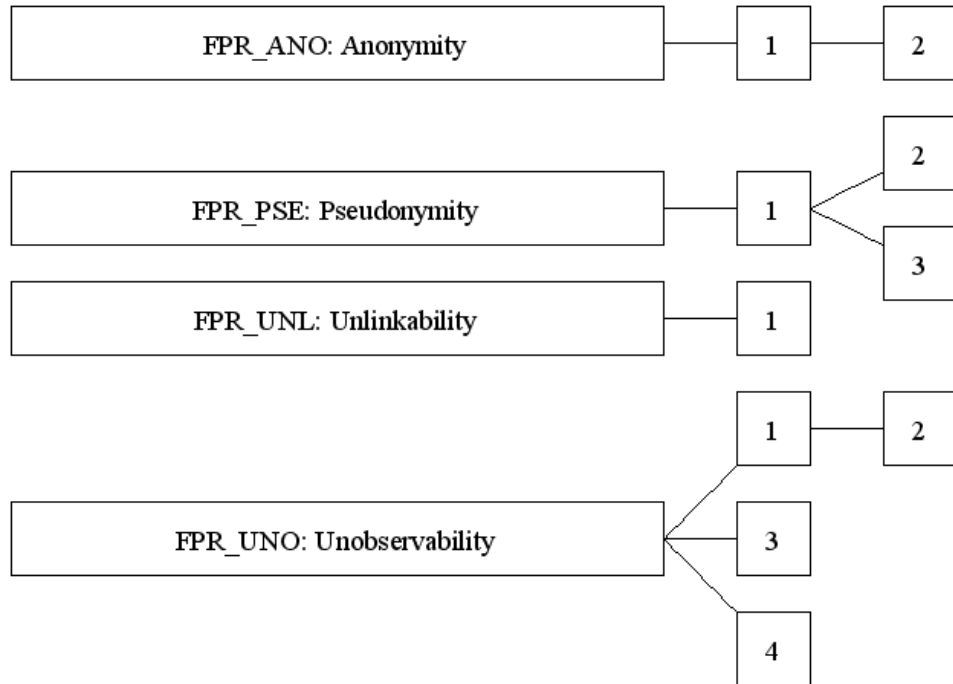 FPR_ANO: Anonymity 1 2
2
FPR_PSE: Pseudonymity 1
3
FPR_UNL: Unlinkability 1
1 2
FPR_UNO: Unobservability 3
4